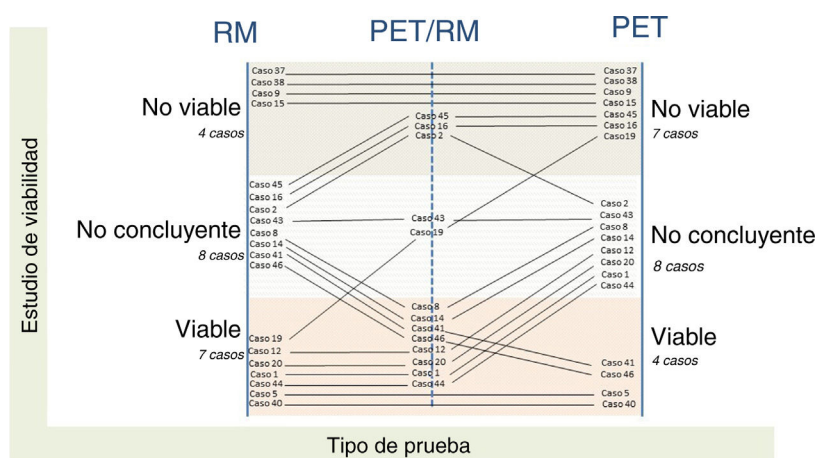 RM
PET/RM
PET
Estudio de viabilidad
No viable
4 casos
No concluyente
8 casos
Viable
7 casos
Caso 37
Caso 38
Caso 9
Caso 15
Caso 45
Caso 16
Caso 2
Caso 43
Caso 8
Caso 14
Caso 41
Caso 46
Caso 19
Caso 12
Caso 20
Caso 1
Caso 44
Caso 5
Caso 40
Caso 45
Caso 16
Caso 2
Caso 43
Caso 19
Caso 8
Caso 14
Caso 41
Caso 46
Caso 12
Caso 20
Caso 1
Caso 44
Caso 37
Caso 38
Caso 9
Caso 15
Caso 45
Caso 16
Caso19
Caso 2
Caso 43
Caso 8
Caso 14
Caso 12
Caso 20
Caso 1
Caso 44
Caso 41
Caso 46
Caso 5
Caso 40
No viable
7 casos
No concluyente
8 casos
Viable
4 casos
Tipo de prueba